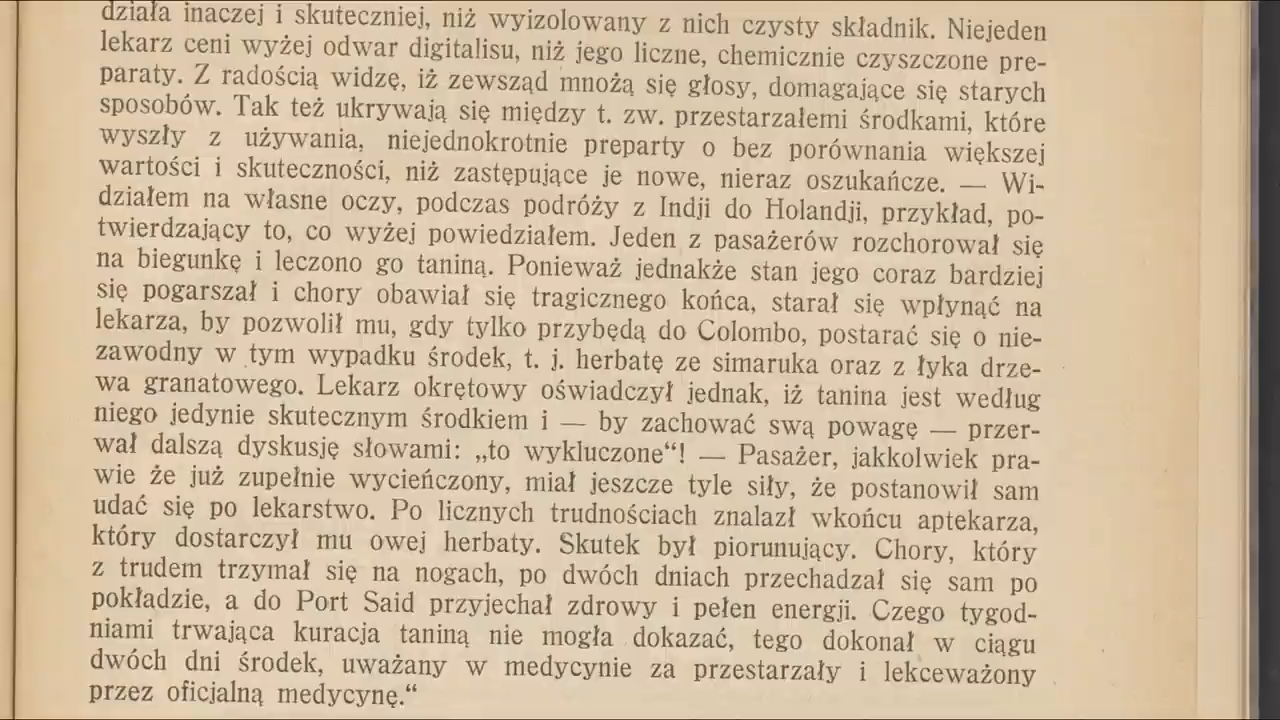 działa inaczej i skuteczniej, niż wyizolowany z nich czysty składnik. Niejeden
lekarz ceni wyżej odwar digitalisu, niż jego liczne, chemicznie czyszczone pre-
paraty. Z radością widzę, iż zewsząd mnożą się głosy, domagające się starych
sposobów. Tak też ukrywają się między t. zw. przestarzałemi środkami, które
wyszły z używania, niejednokrotnie preparty o bez porównania większej
wartości i skuteczności, niż zastępujące je nowe, nieraz oszukańcze. — Wi-
działem na własne oczy, podczas podróży z Indji do Holandji, przykład, po-
twierdzający to, co wyżej powiedziałem. Jeden z pasażerów rozchorował się
na biegunkę i leczono go taniną. Ponieważ jednakże stan jego coraz bardziej
się pogarszał i chory obawiał się tragicznego końca, starał się wpłynąć na
lekarza, by pozwolił mu, gdy tylko przybędą do Colombo, postarać się o nie-
zawodny w tym wypadku środek, t. j. herbatę ze simaruka oraz z łyka drze-
wa granatowego. Lekarz okrętowy oświadczył jednak, iż tanina jest według
niego jedynie skutecznym środkiem i — by zachować swą powagę — przer-
wał dalszą dyskusję słowami: „to wykluczone“! — Pasażer, jakkolwiek pra-
wie że już zupełnie wycieńczony, miał jeszcze tyle siły, że postanowił sam
udać się po lekarstwo. Po licznych trudnościach znalazł wkońcu aptekarza,
który dostarczył mu owej herbaty. Skutek był piorunujący. Chory, który
z trudem trzymał się na nogach, po dwóch dniach przechadzał się sam po
pokładzie, a do Port Said przyjechał zdrowy i pełen energji. Czego tygod-
niami trwająca kuracja taniną nie mogła dokazać, tego dokonał w ciągu
dwóch dni środek, uważany w medycynie za przestarzały i lekceważony
przez oficjalną medycynę.“